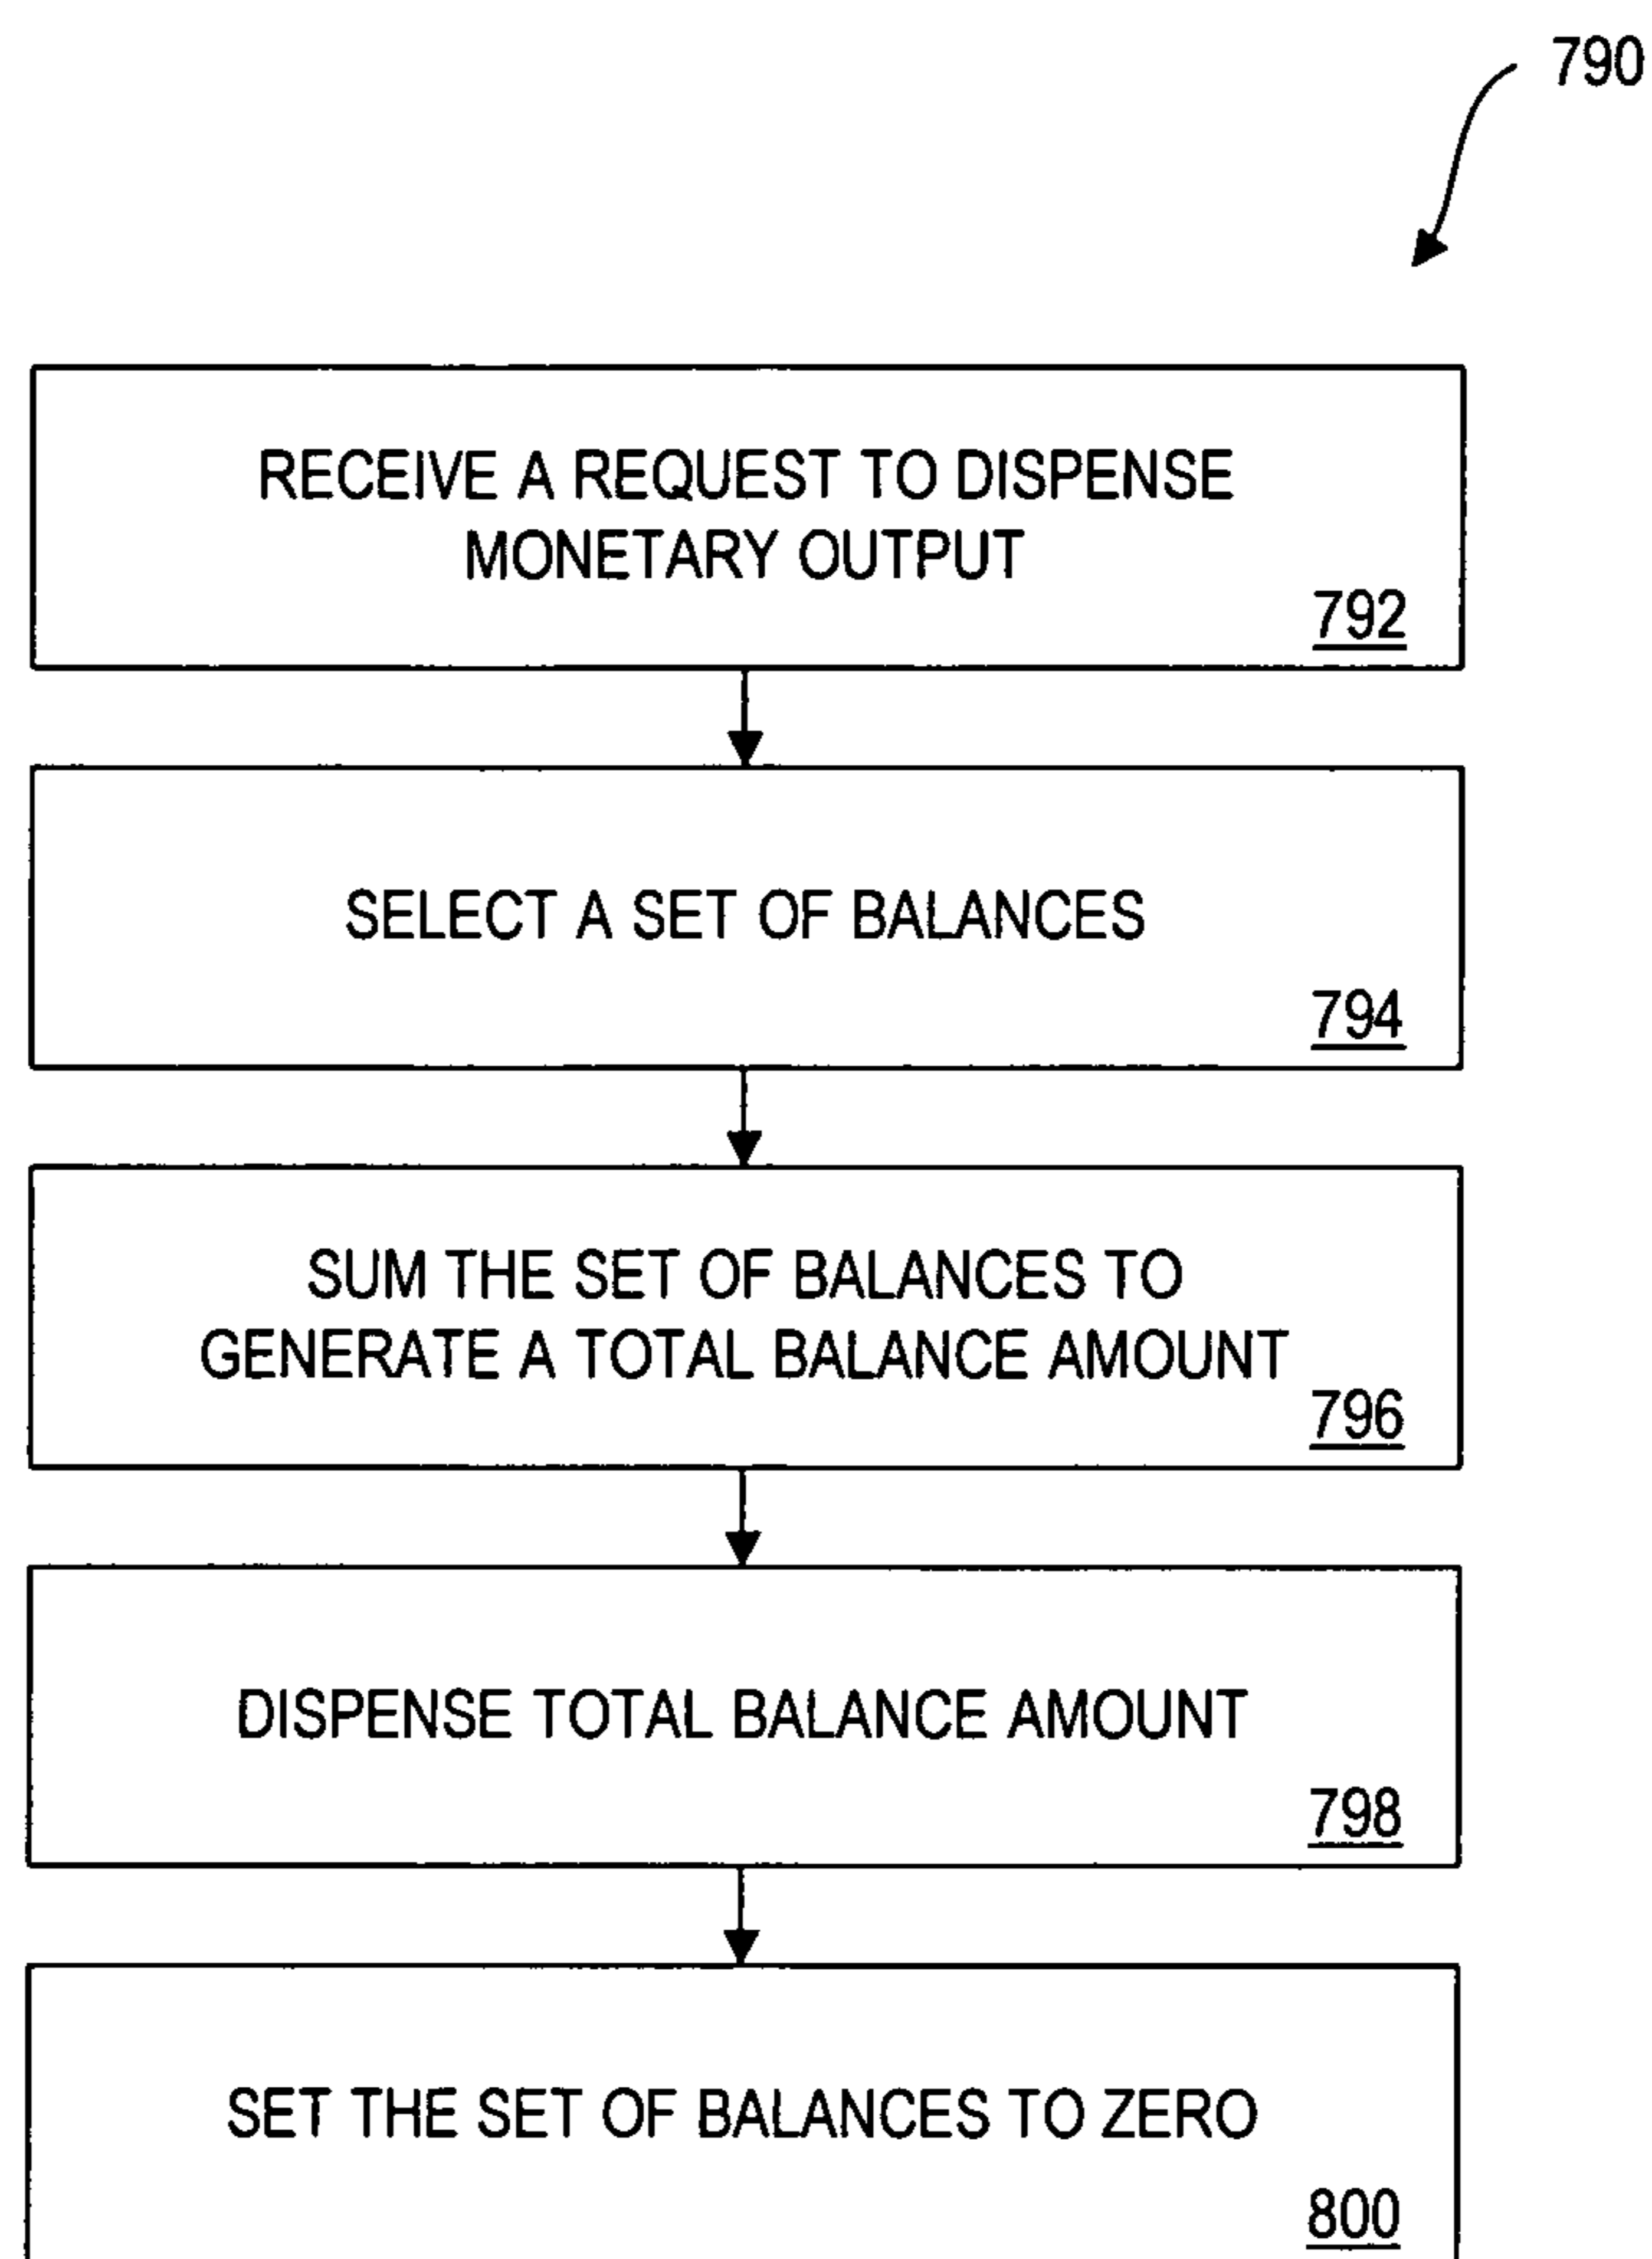 790
RECEIVE A REQUEST TO DISPENSE
MONETARY OUTPUT
792
SELECT A SET OF BALANCES
794
SUM THE SET OF BALANCES TO
GENERATE A TOTAL BALANCE AMOUNT
796
DISPENSE TOTAL BALANCE AMOUNT
798
SET THE SET OF BALANCES TO ZERO
800